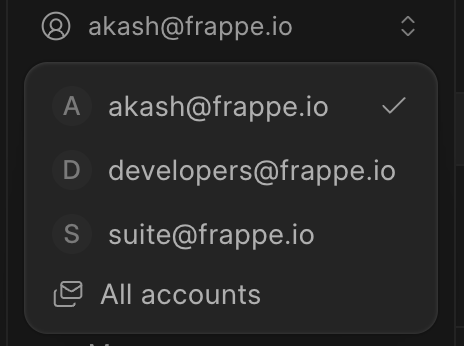 akash@frappe.io
A akash@frappe.io
D developers@frappe.io
S suite@frappe.io
All accounts